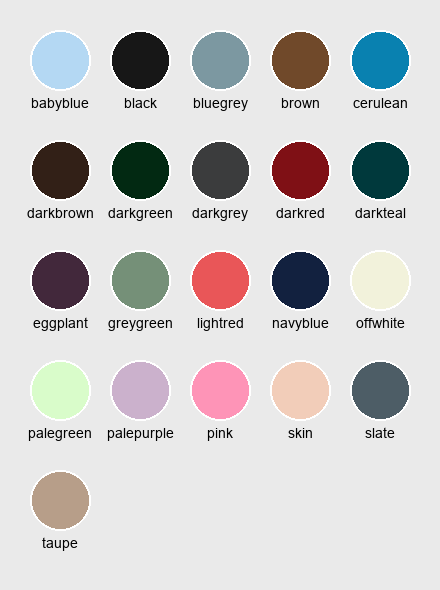 babyblue black bluegrey brown cerulean
darkbrown darkgreen darkgrey darkred darkteal
eggplant greygreen lightred navyblue offwhite
palegreen palepurple pink skin slate
taupe